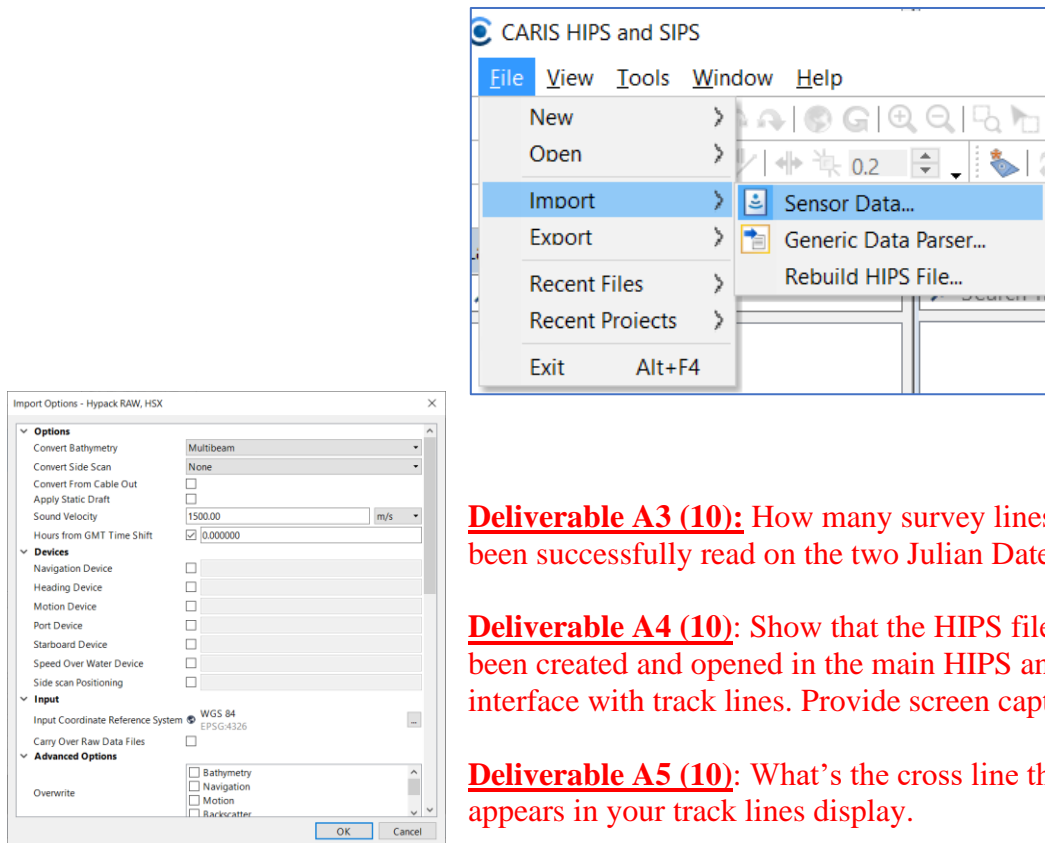 CARIS HIPS and SIPS
File View Tools Window Help
New
Open
0.2
Import
Sensor Data...
Export
Generic Data Parser...
Recent Files
Rebuild HIPS File...
Recent Projects
Exit Alt+F4
Import Options - Hypack RAW, HSX
Options
Convert Bathymetry Multibeam
Convert Side Scan None
Convert From Cable Out
Apply Static Draft
Sound Velocity 1500.00 m/s
Hours from GMT Time Shift 0.000000
Devices
Navigation Device
Heading Device
Motion Device
Port Device
Starboard Device
Speed Over Water Device
Side scan Positioning
Input
Input Coordinate Reference System WGS 84
EPSG:4326
...
Carry Over Raw Data Files
Advanced Options
Overwrite
Bathymetry
Navigation
Motion
Backscatter
OK Cancel
Deliverable A3 (10): How many survey lines
been successfully read on the two Julian Date
Deliverable A4 (10): Show that the HIPS file
been created and opened in the main HIPS an
interface with track lines. Provide screen capt
Deliverable A5 (10): What's the cross line th
appears in your track lines display.